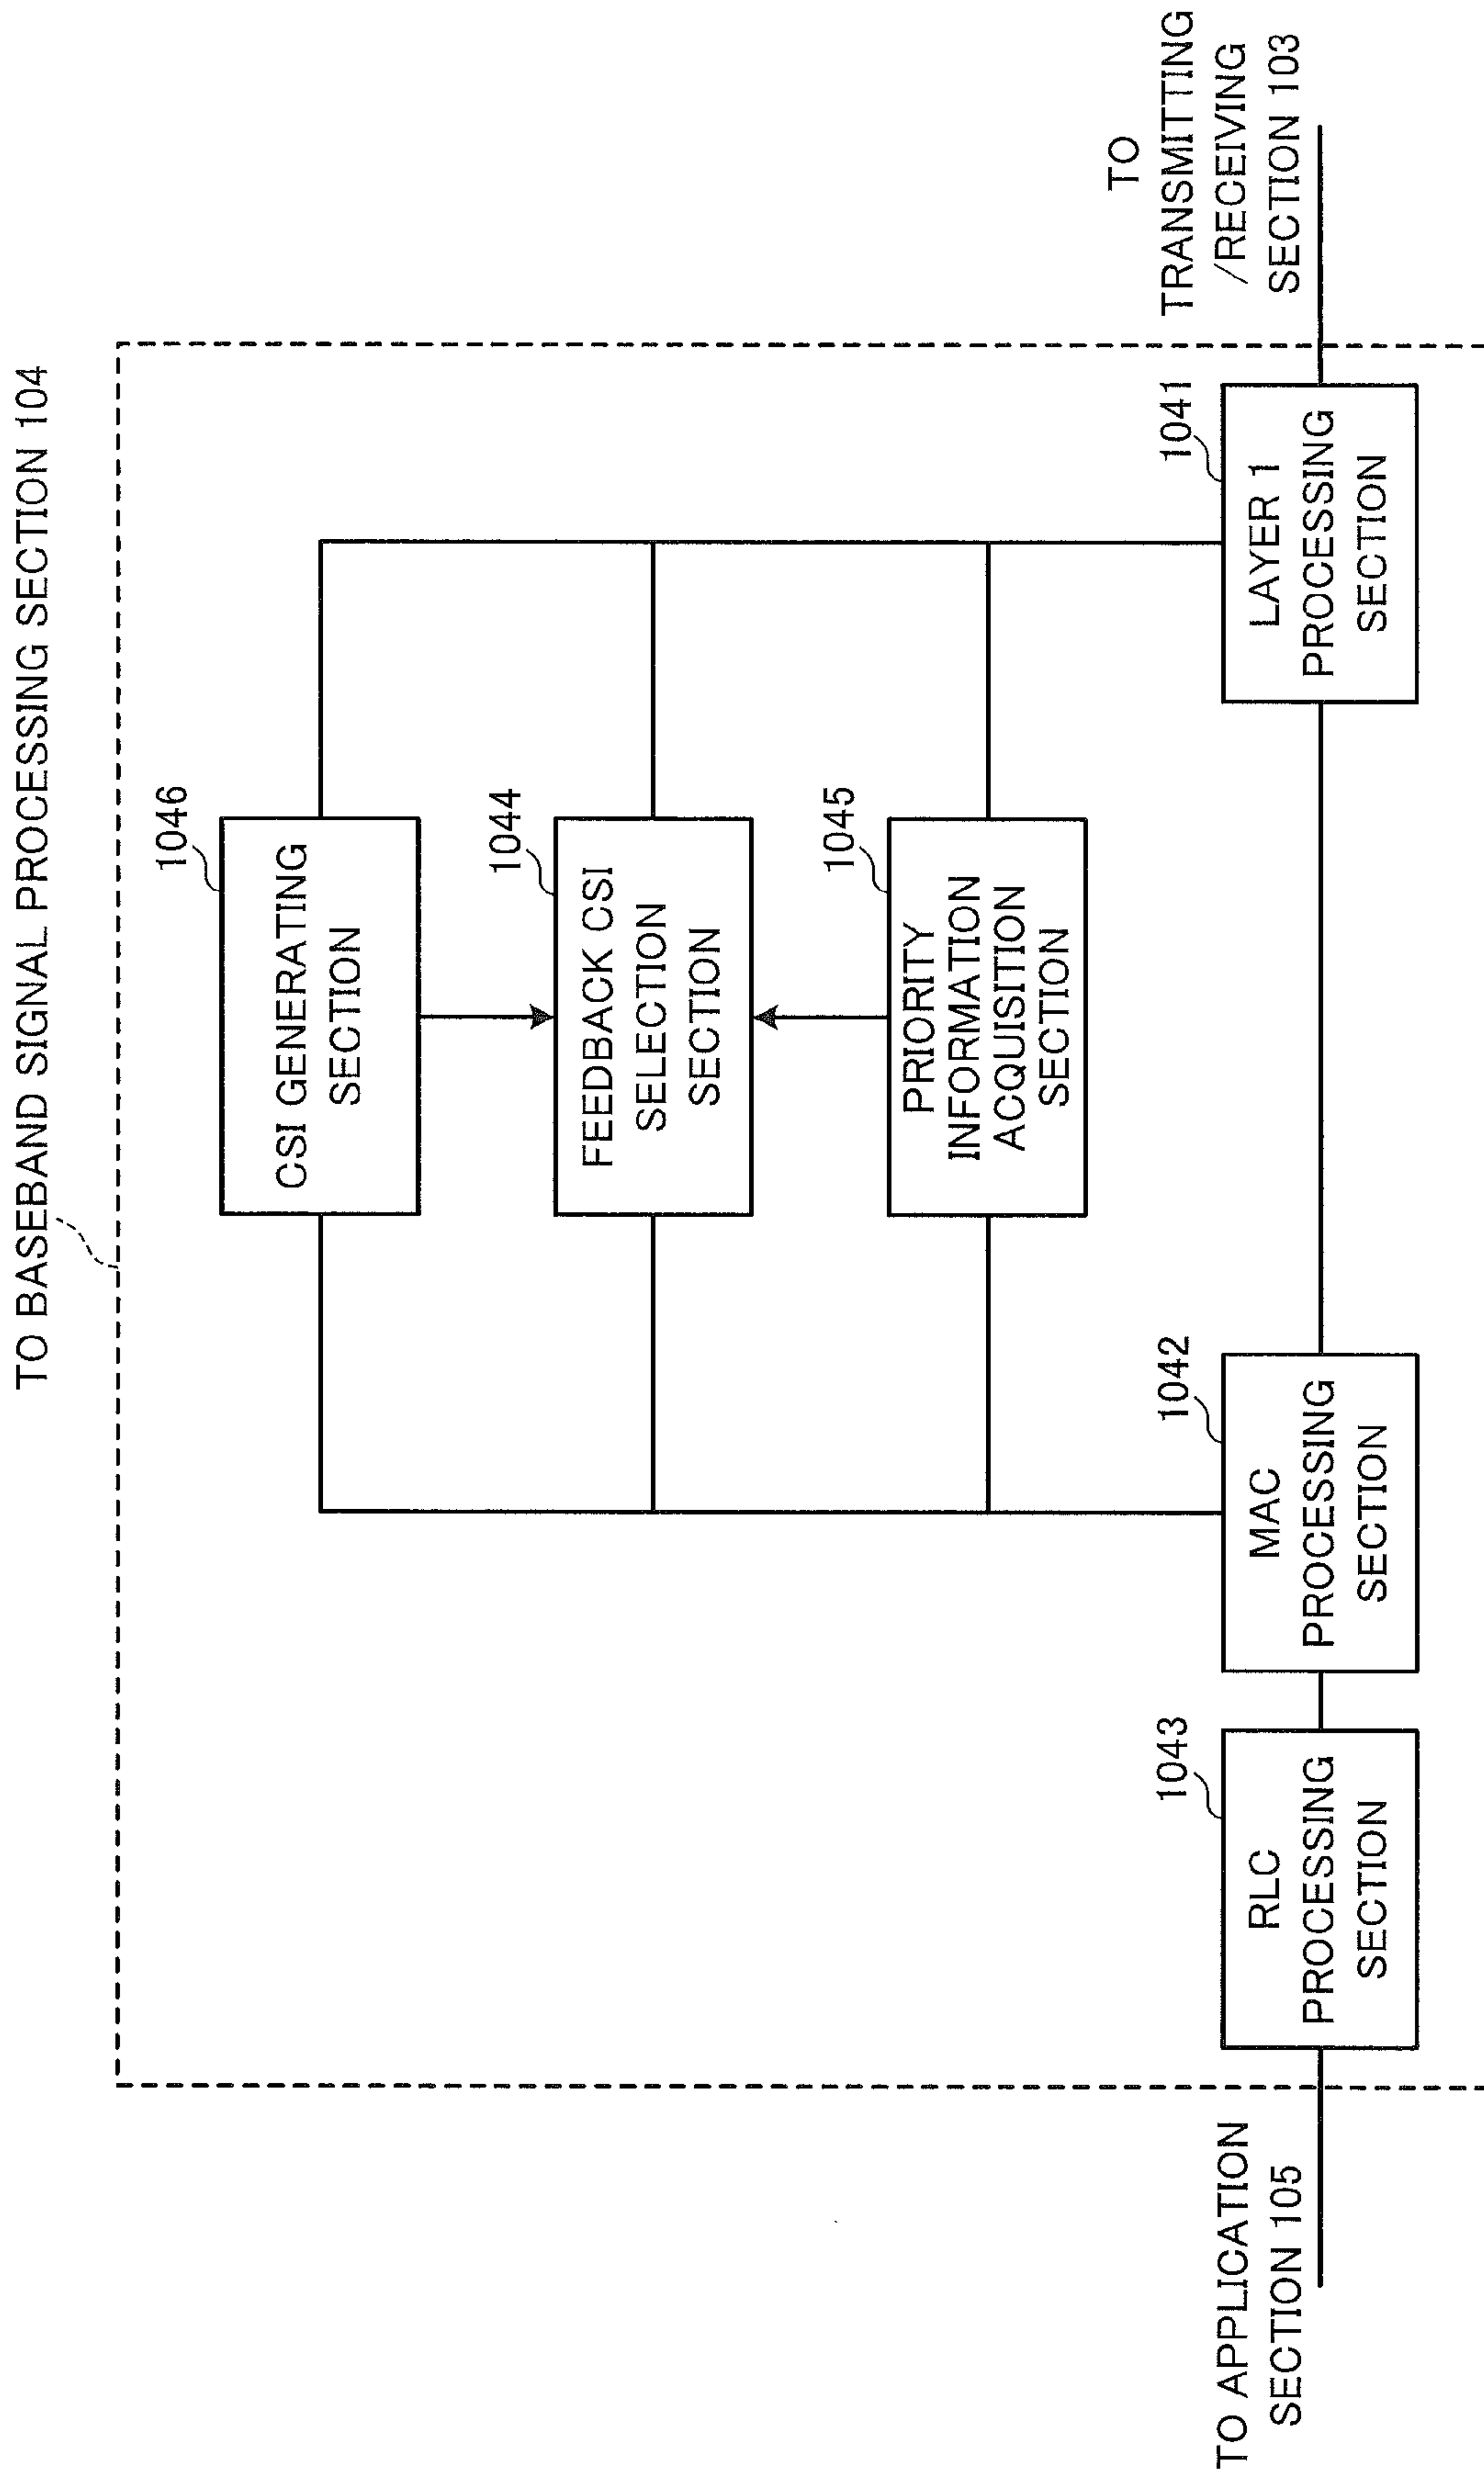 TO BASEBAND SIGNAL PROCESSING SECTION 104
1046
CSI GENERATING
SECTION
1044
FEEDBACK CSI
SELECTION
SECTION
1045
PRIORITY
INFORMATION
ACQUISITION
SECTION
TO
TRANSMITTING
/RECEIVING
SECTION 103
1043
RLC
PROCESSING
SECTION
1042
MAC
PROCESSING
SECTION
1041
LAYER 1
PROCESSING
SECTION
TO APPLICATION
SECTION 105